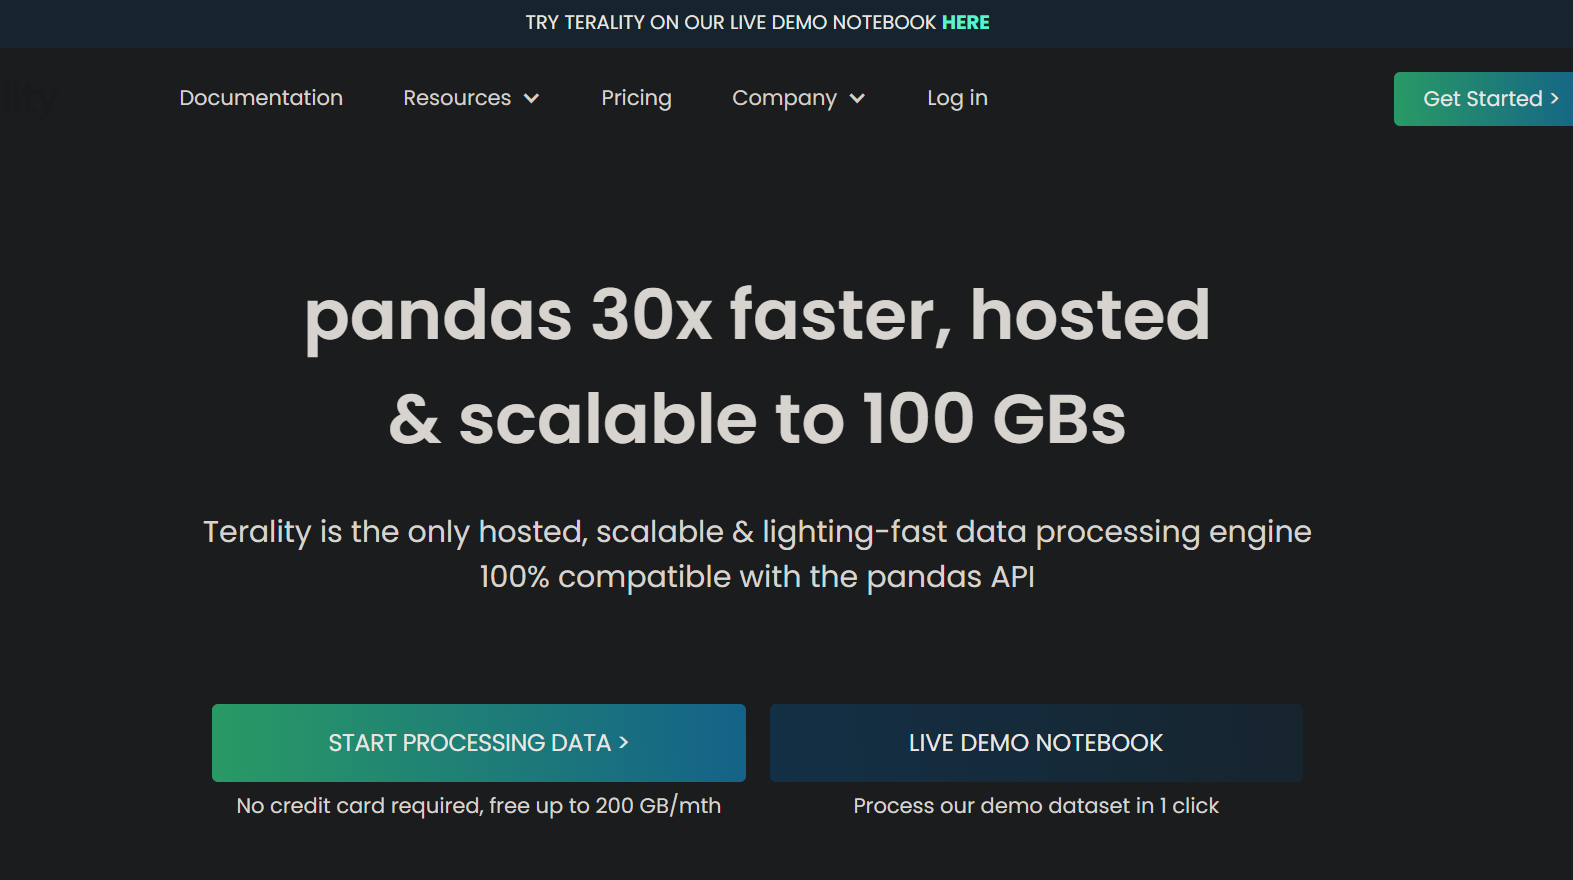 TRY TERALITY ON OUR LIVE DEMO NOTEBOOK HERE
lity Documentation Resources Pricing Company Log in Get Started >
pandas 30x faster, hosted
& scalable to 100 GBs
Terality is the only hosted, scalable & lighting-fast data processing engine
100% compatible with the pandas API
START PROCESSING DATA > LIVE DEMO NOTEBOOK
No credit card required, free up to 200 GB/mth Process our demo dataset in 1 click